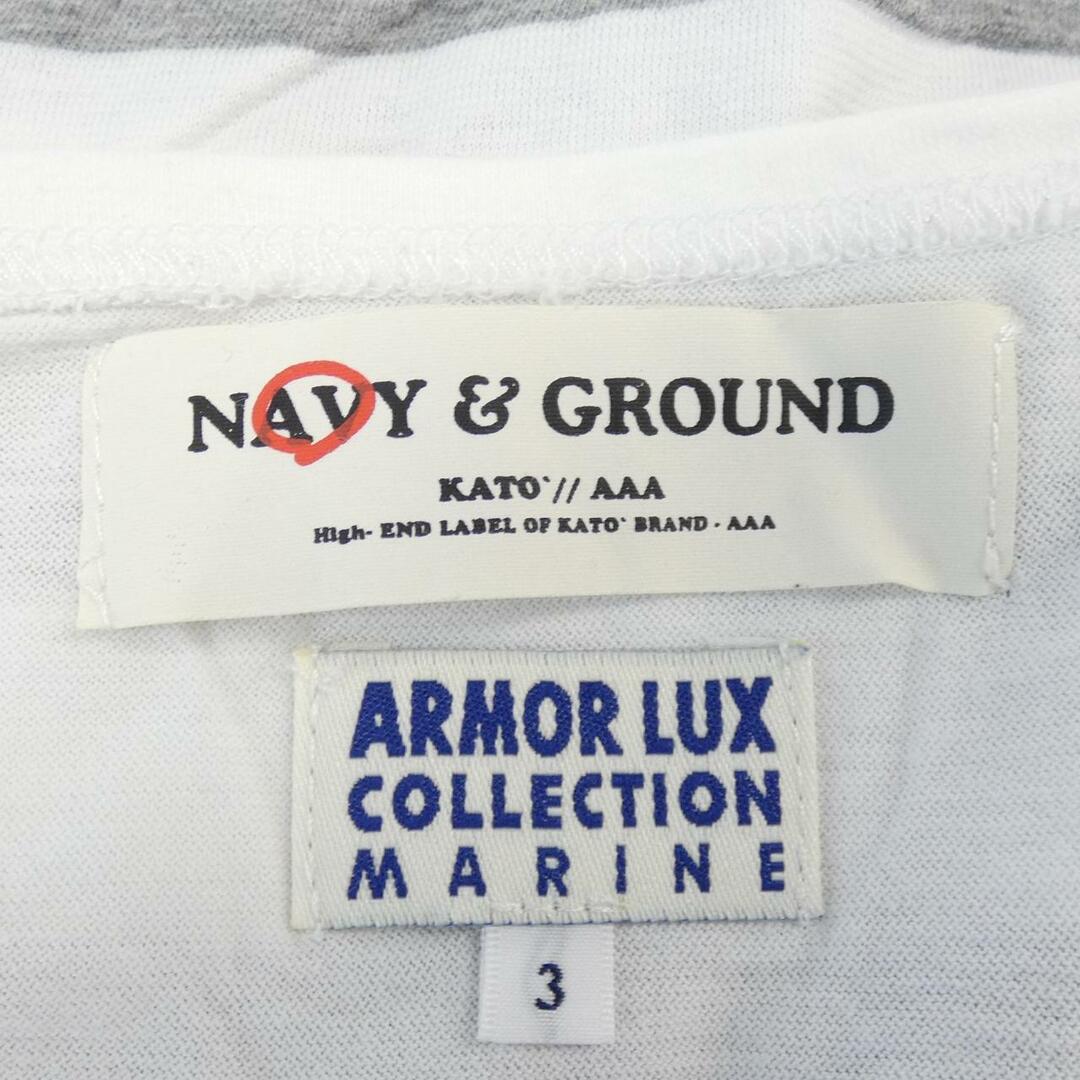 NAVY & GROUND
KATO`// AAA
High- END LABEL OF KATO` BRAND · AAA
ARMOR LUX
COLLECTION
MARINE
3